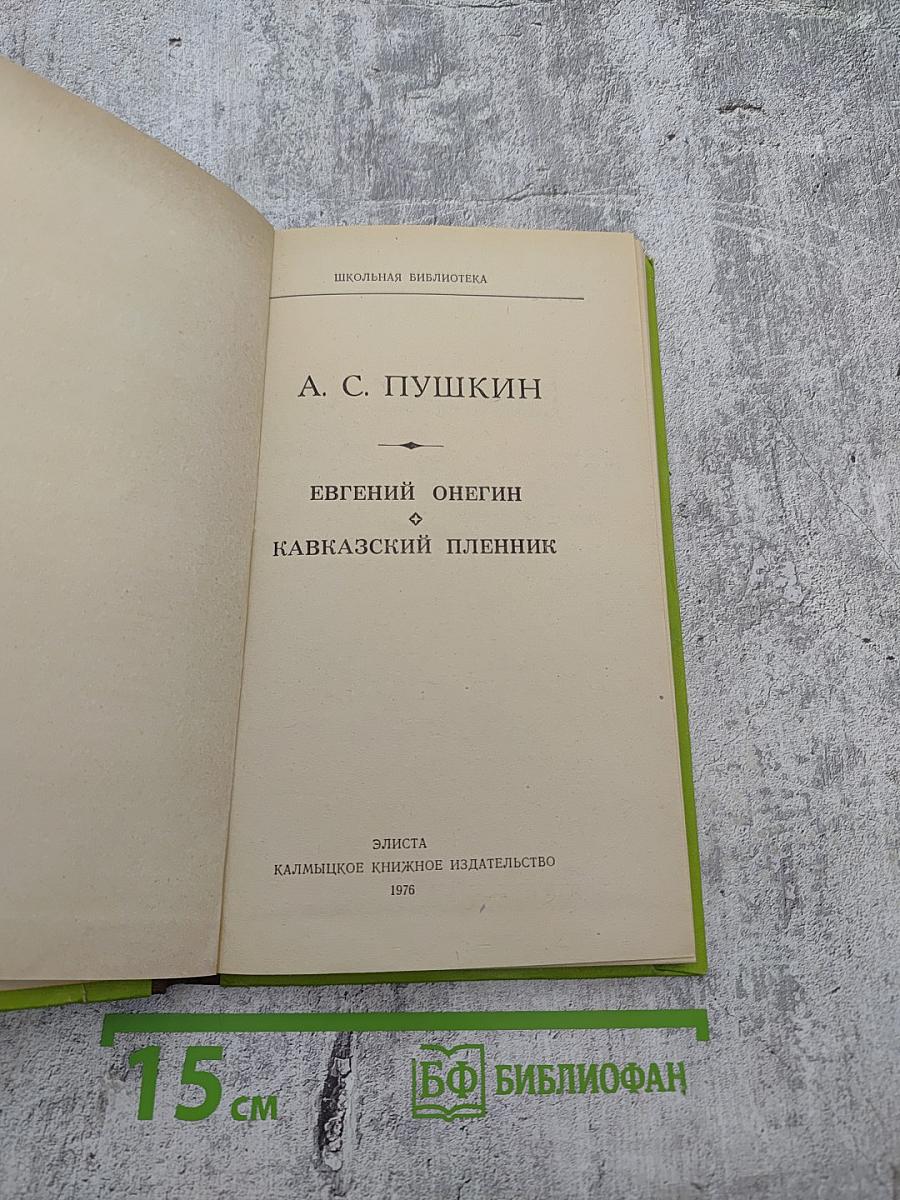 ШКОЛЬНАЯ БИБЛИОТЕКА
А. С. ПУШКИН
ЕВГЕНИЙ ОНЕГИН
КАВКАЗСКИЙ ПЛЕННИК
ЭЛИСТА
КАЛМЫЦКОЕ КНИЖНОЕ ИЗДАТЕЛЬСТВО
1976
15 см
БФ БИБЛИОФАН